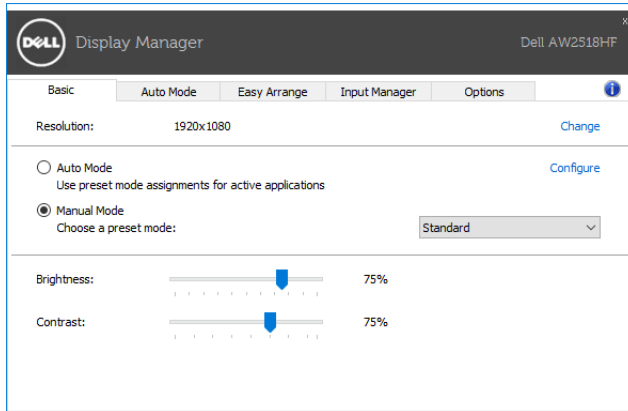 x
DELL Display Manager Dell AW2518HF
Basic Auto Mode Easy Arrange Input Manager Options i
Resolution: 1920x1080 Change
Auto Mode Configure
Use preset mode assignments for active applications
Manual Mode
Choose a preset mode: Standard
Brightness: 75%
Contrast: 75%